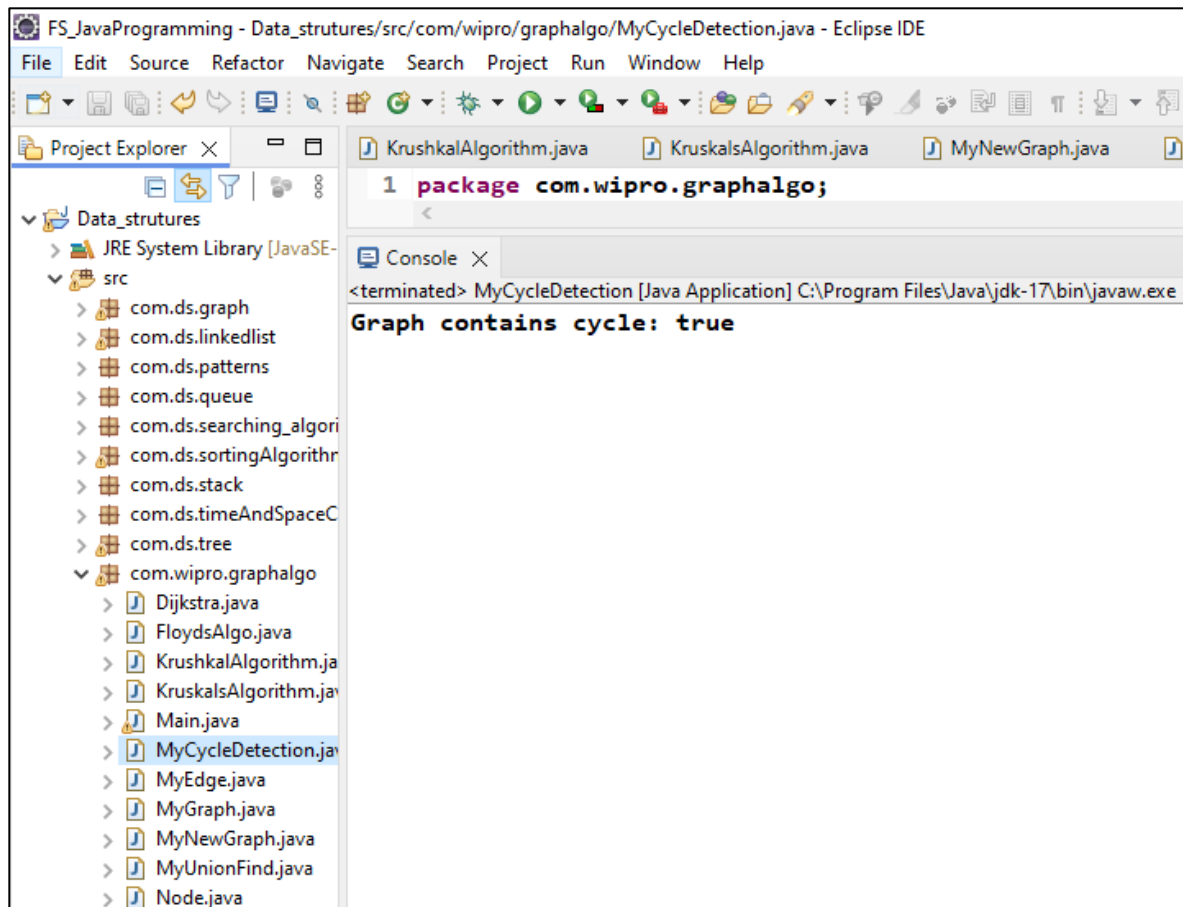 FS_JavaProgramming - Data_strutures/src/com/wipro/graphalgo/MyCycleDetection.java - Eclipse IDE
File Edit Source Refactor Navigate Search Project Run Window Help
Project Explorer
KrushkalAlgorithm.java KruskalsAlgorithm.java MyNewGraph.java
1 package com.wipro.graphalgo;
Data_strutures
JRE System Library [JavaSE-
src
com.ds.graph
com.ds.linkedlist
com.ds.patterns
com.ds.queue
com.ds.searching_algori
com.ds.sortingAlgorithr
com.ds.stack
com.ds.timeAndSpaceC
com.ds.tree
com.wipro.graphalgo
Dijkstra.java
FloydsAlgo.java
KrushkalAlgorithm.ja
KruskalsAlgorithm.jav
Main.java
MyCycleDetection.jav
MyEdge.java
MyGraph.java
MyNewGraph.java
MyUnionFind.java
Node.java
Console
<terminated> MyCycleDetection [Java Application] C:\Program Files\Java\jdk-17\bin\javaw.exe
Graph contains cycle: true